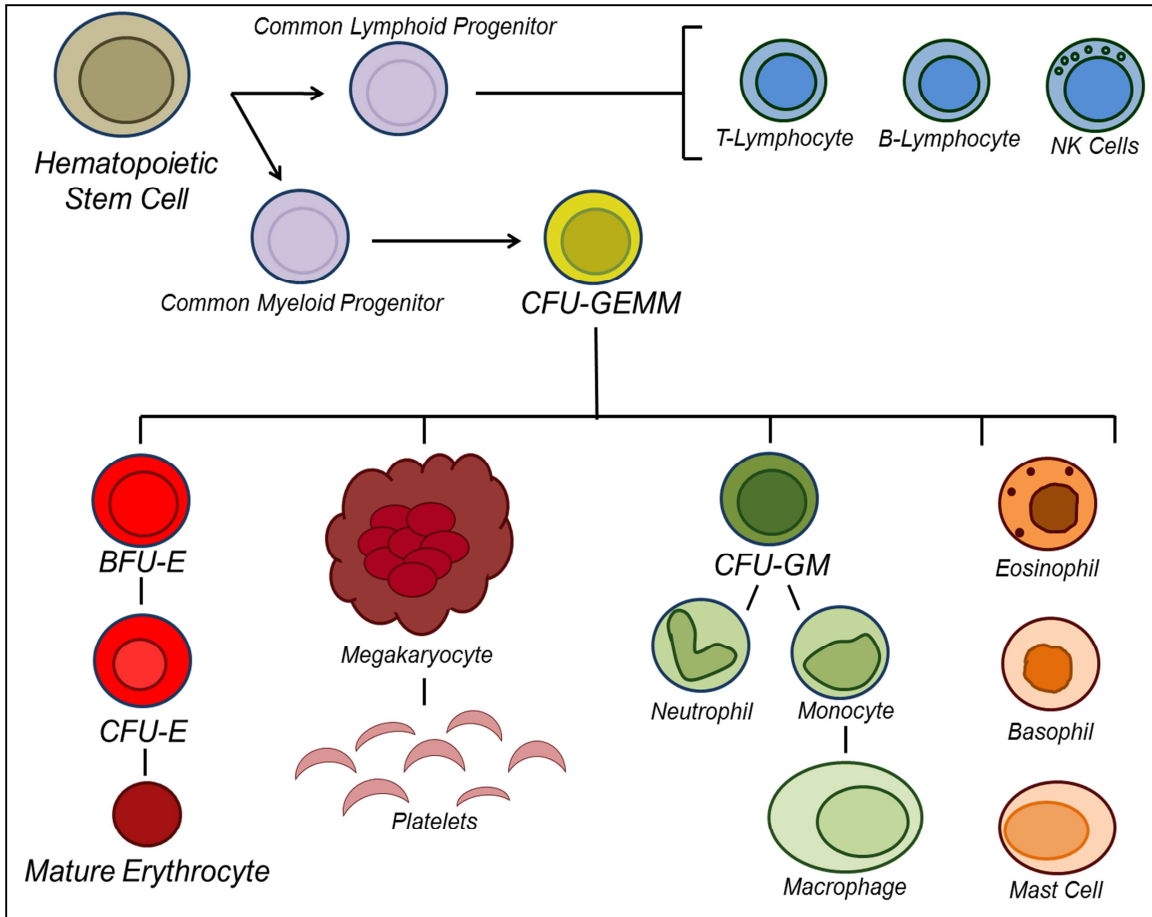 Common Lymphoid Progenitor
Hematopoietic
Stem Cell
T-Lymphocyte
B-Lymphocyte
NK Cells
Common Myeloid Progenitor
CFU-GEMM
BFU-E
CFU-E
Mature Erythrocyte
Megakaryocyte
Platelets
CFU-GM
Neutrophil
Monocyte
Macrophage
Eosinophil
Basophil
Mast Cell